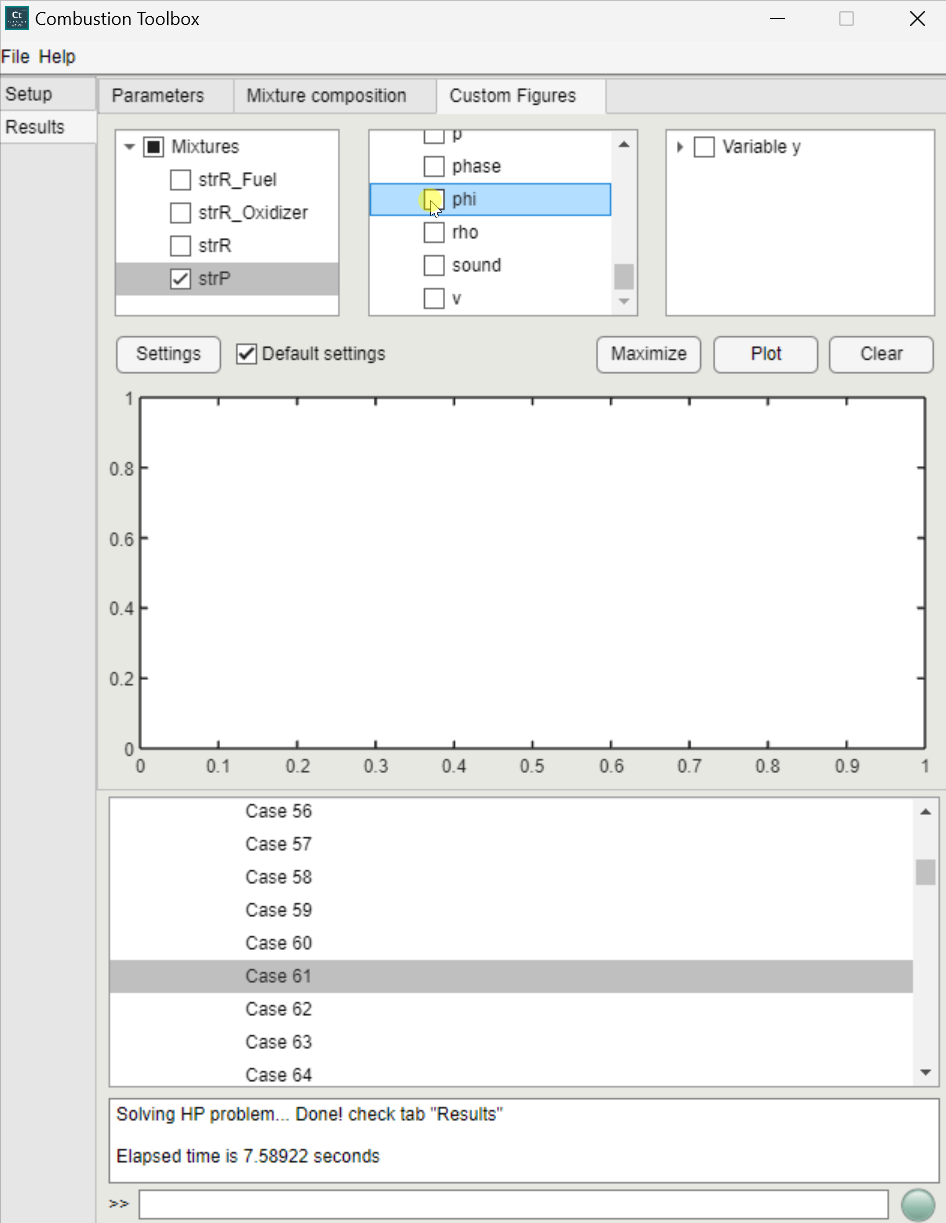 Ct
Combustion Toolbox
File Help
Setup
Results
Parameters Mixture composition Custom Figures
Mixtures
strR_Fuel
strR_Oxidizer
strR
strP
p
phase
phi
rho
sound
v
Variable y
Settings Default settings Maximize Plot Clear
1
0.8
0.6
0.4
0.2
0
0 0.1 0.2 0.3 0.4 0.5 0.6 0.7 0.8 0.9 1
Case 56
Case 57
Case 58
Case 59
Case 60
Case 61
Case 62
Case 63
Case 64
Solving HP problem... Done! check tab "Results"
Elapsed time is 7.58922 seconds
>>